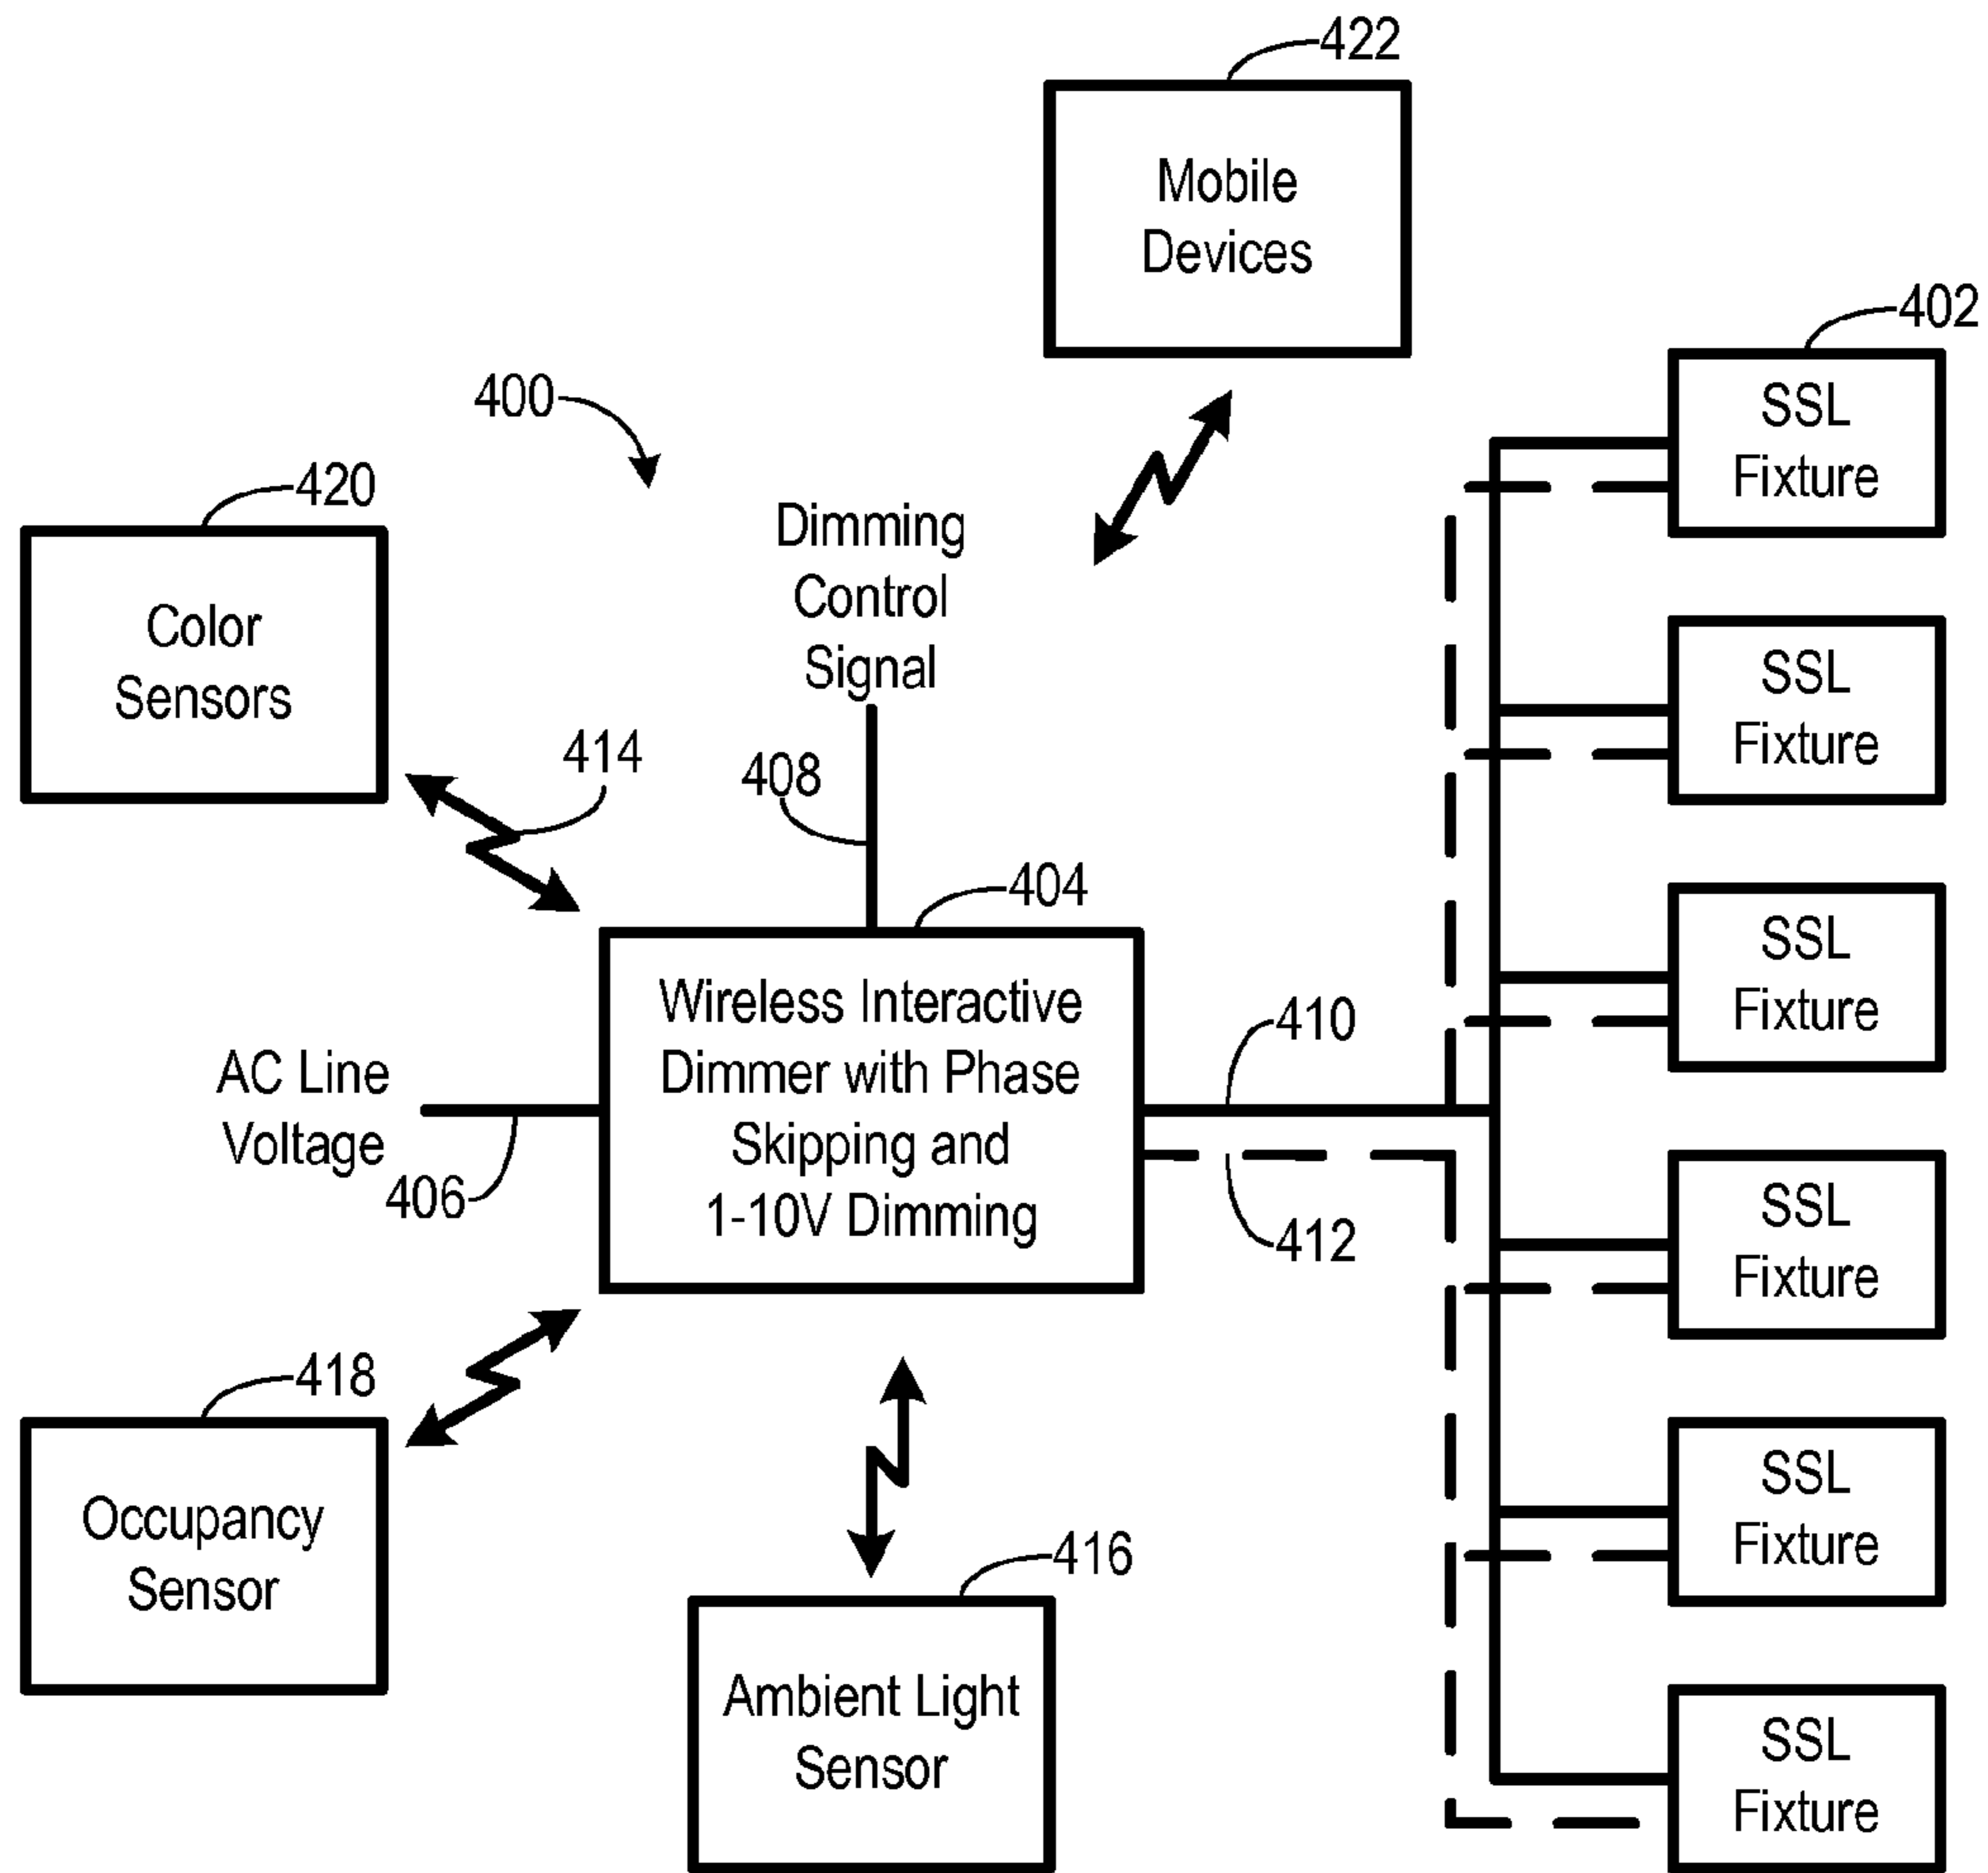 422
Mobile
Devices
402
SSL
Fixture
400
420
Color
Sensors
Dimming
Control
Signal
414
408
SSL
Fixture
404
Wireless Interactive
Dimmer with Phase
Skipping and
1-10V Dimming
AC Line
Voltage
406
410
412
SSL
Fixture
SSL
Fixture
418
Occupancy
Sensor
416
Ambient Light
Sensor
SSL
Fixture
SSL
Fixture